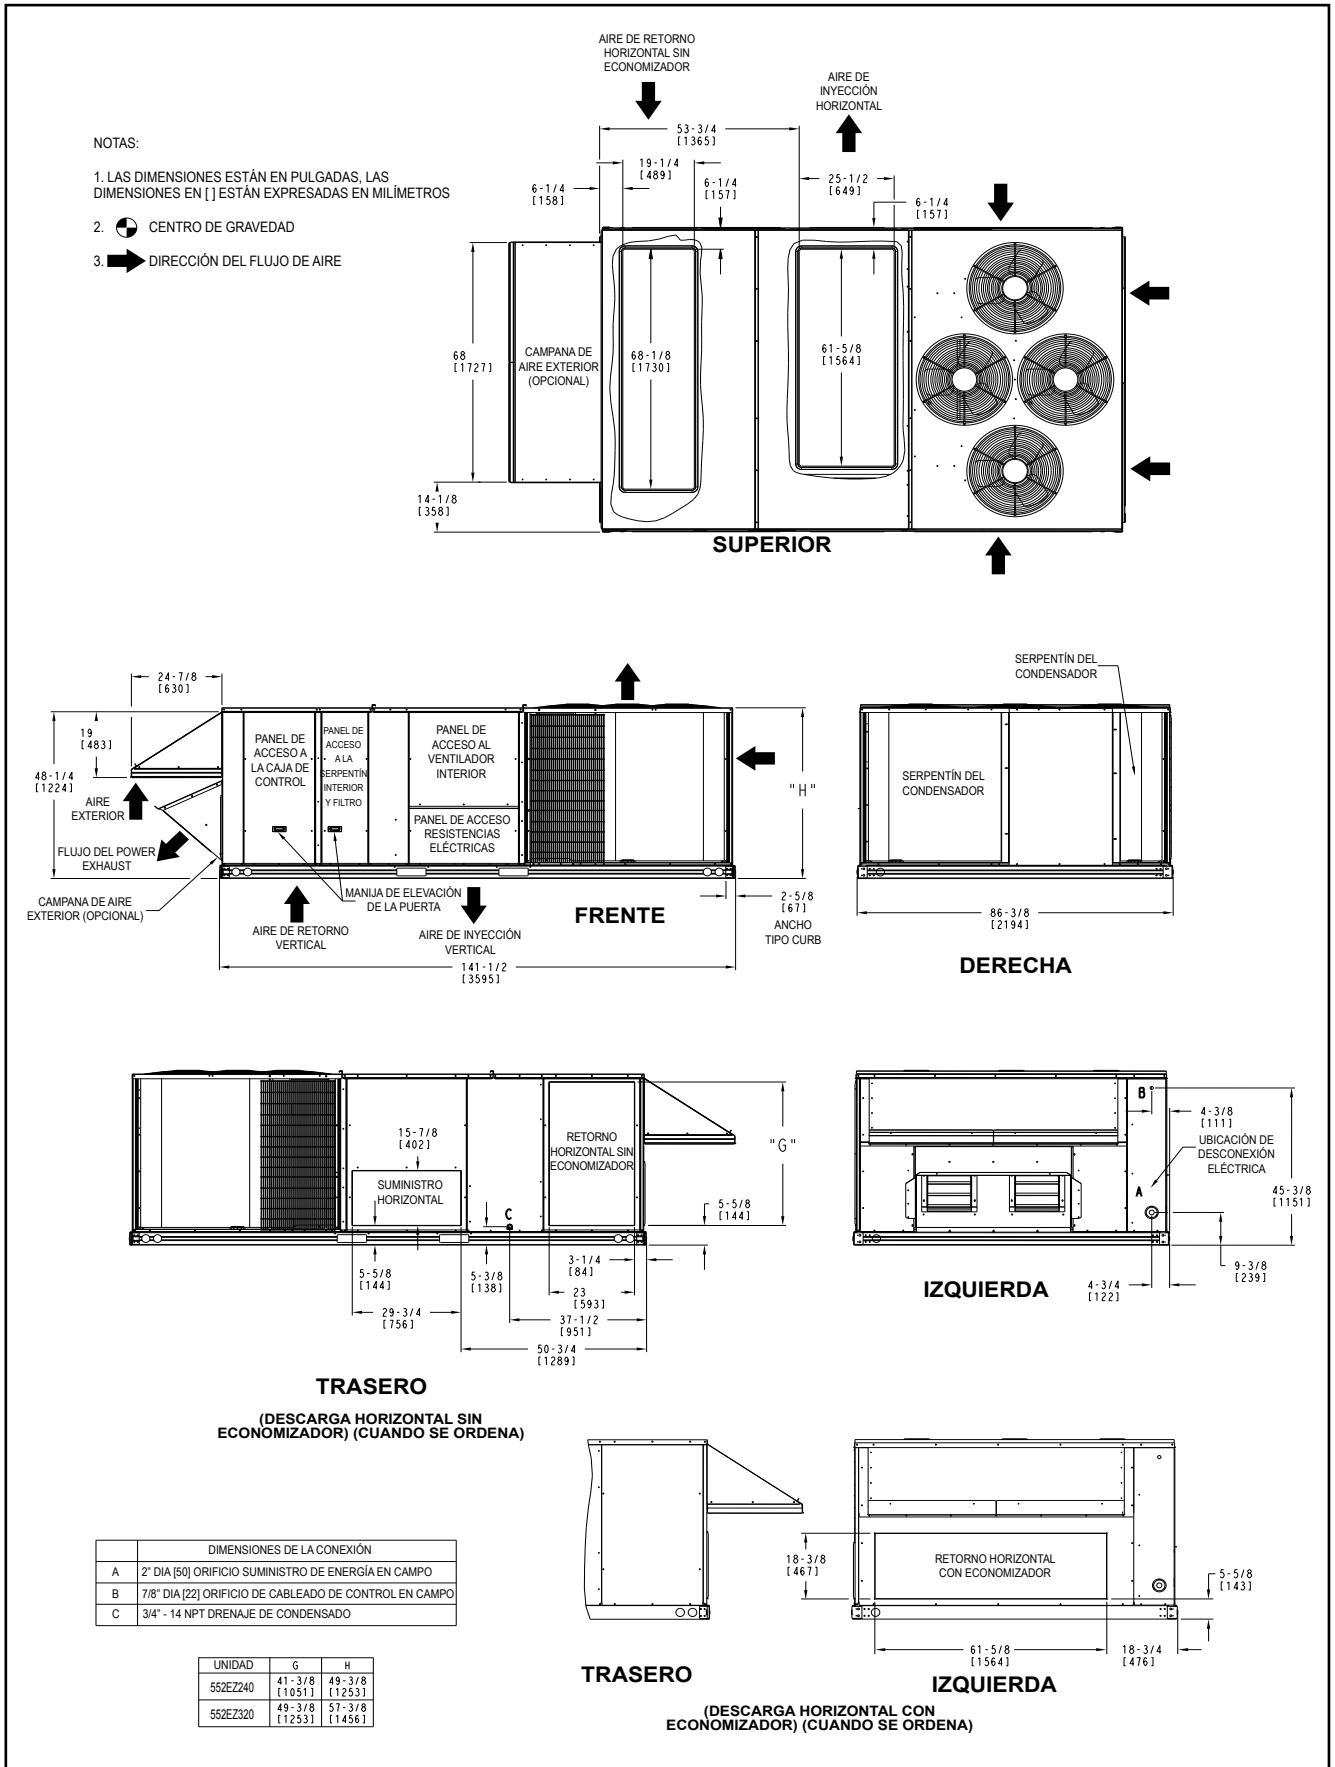 AIRE DE RETORNO
HORIZONTAL SIN
ECONOMIZADOR
AIRE DE
INYECCIÓN
HORIZONTAL
NOTAS:
1. LAS DIMENSIONES ESTÁN EN PULGADAS, LAS
DIMENSIONES EN [ ] ESTÁN EXPRESADAS EN MILÍMETROS
2. CENTRO DE GRAVEDAD
3. DIRECCIÓN DEL FLUJO DE AIRE
53-3/4
[1365]
19-1/4
[489]
6-1/4
[158]
6-1/4
[157]
25-1/2
[649]
6-1/4
[157]
68
[1727]
CAMPANA DE
AIRE EXTERIOR
(OPCIONAL)
68-1/8
[1730]
61-5/8
[1564]
14-1/8
[358]
SUPERIOR
24-7/8
[630]
19
[483]
48-1/4
[1224]
AIRE
EXTERIOR
FLUJO DEL POWER
EXHAUST
CAMPANA DE AIRE
EXTERIOR (OPCIONAL)
PANEL DE
ACCESO A
LA CAJA DE
CONTROL
PANEL DE
ACCESO
A LA
SERPENTÍN
INTERIOR
Y FILTRO
PANEL DE
ACCESO AL
VENTILADOR
INTERIOR
PANEL DE ACCESO
RESISTENCIAS
ELÉCTRICAS
MANIJA DE ELEVACIÓN
DE LA PUERTA
AIRE DE RETORNO
VERTICAL
AIRE DE INYECCIÓN
VERTICAL
"H"
2-5/8
[67]
ANCHO
TIPO CURB
FRENTE
141-1/2
[3595]
SERPENTÍN DEL
CONDENSADOR
SERPENTÍN DEL
CONDENSADOR
86-3/8
[2194]
DERECHA
15-7/8
[402]
SUMINISTRO
HORIZONTAL
RETORNO
HORIZONTAL SIN
ECONOMIZADOR
C
"G"
5-5/8
[144]
5-5/8
[144]
5-3/8
[138]
3-1/4
[84]
23
[593]
29-3/4
[756]
37-1/2
[951]
50-3/4
[1289]
TRASERO
(DESCARGA HORIZONTAL SIN
ECONOMIZADOR) (CUANDO SE ORDENA)
B
4-3/8
[111]
UBICACIÓN DE
DESCONEXIÓN
ELÉCTRICA
A
45-3/8
[1151]
9-3/8
[239]
4-3/4
[122]
IZQUIERDA
DIMENSIONES DE LA CONEXIÓN
A 2" DIA [50] ORIFICIO SUMINISTRO DE ENERGÍA EN CAMPO
B 7/8" DIA [22] ORIFICIO DE CABLEADO DE CONTROL EN CAMPO
C 3/4" - 14 NPT DRENAJE DE CONDENSADO
UNIDAD G H
552EZ240 41-3/8 [1051] 49-3/8 [1253]
552EZ320 49-3/8 [1253] 57-3/8 [1456]
18-3/8
[467]
RETORNO HORIZONTAL
CON ECONOMIZADOR
5-5/8
[143]
61-5/8
[1564]
18-3/4
[476]
TRASERO
IZQUIERDA
(DESCARGA HORIZONTAL CON
ECONOMIZADOR) (CUANDO SE ORDENA)